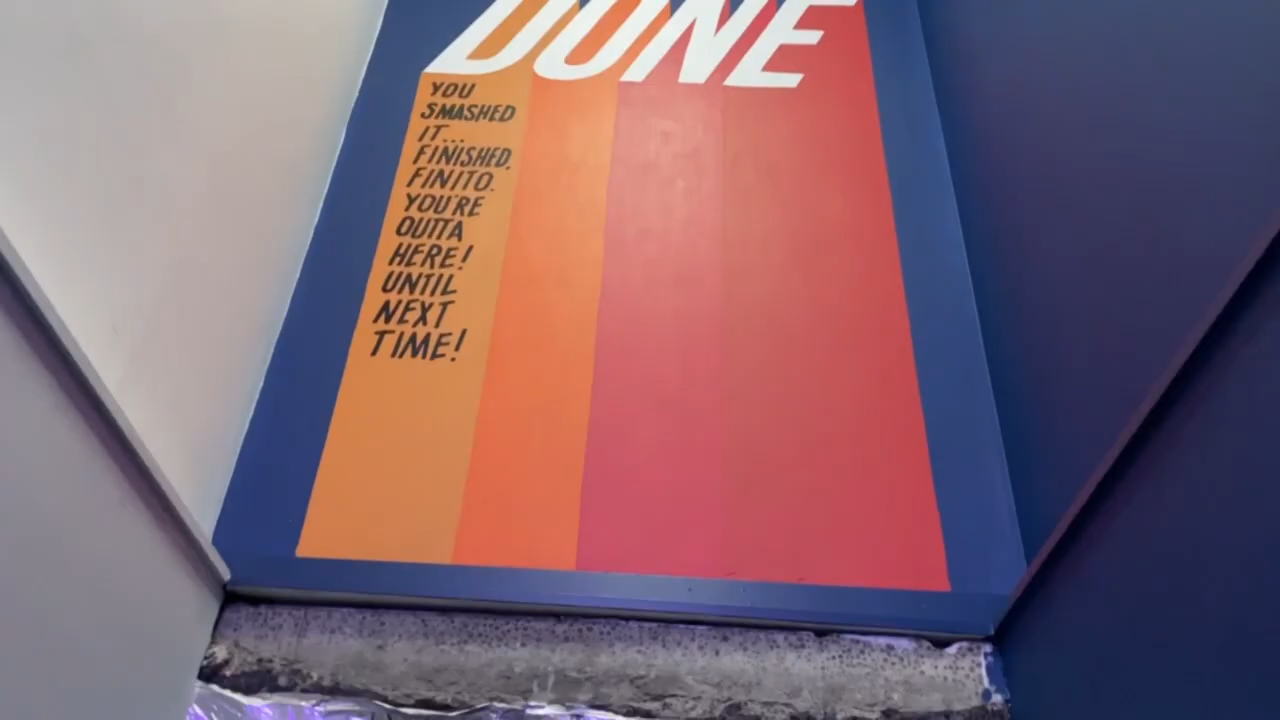 DONE
YOU
SMASHED
IT...
FINISHED.
FINITO.
YOU'RE
OUTTA
HERE!
UNTIL
NEXT
TIME!